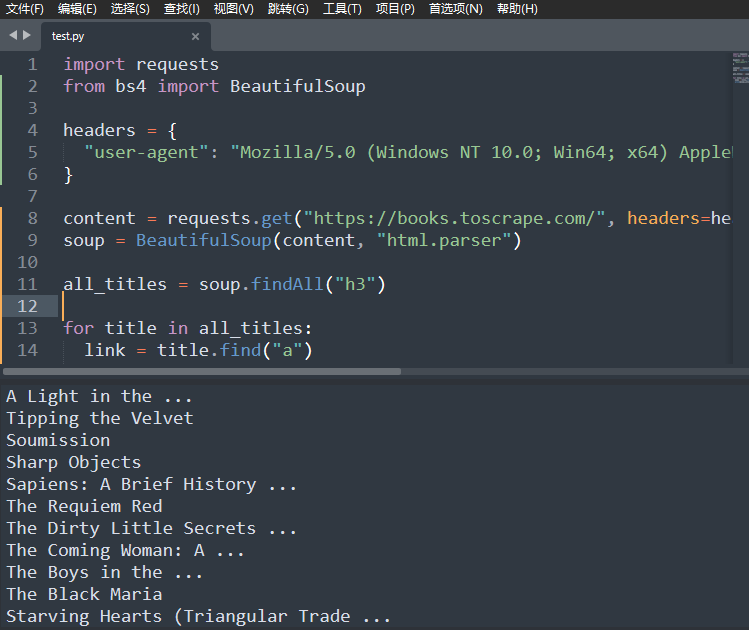 文件(F) 编辑(E) 选择(S) 查找(I) 视图(V) 跳转(G) 工具(T) 项目(P) 首选项(N) 帮助(H)
test.py ×
1 import requests
2 from bs4 import BeautifulSoup
3
4 headers = {
5 "user-agent": "Mozilla/5.0 (Windows NT 10.0; Win64; x64) Apple
6 }
7
8 content = requests.get("https://books.toscrape.com/", headers=he
9 soup = BeautifulSoup(content, "html.parser")
10
11 all_titles = soup.findAll("h3")
12
13 for title in all_titles:
14 link = title.find("a")
A Light in the ...
Tipping the Velvet
Soumission
Sharp Objects
Sapiens: A Brief History ...
The Requiem Red
The Dirty Little Secrets ...
The Coming Woman: A ...
The Boys in the ...
The Black Maria
Starving Hearts (Triangular Trade ...